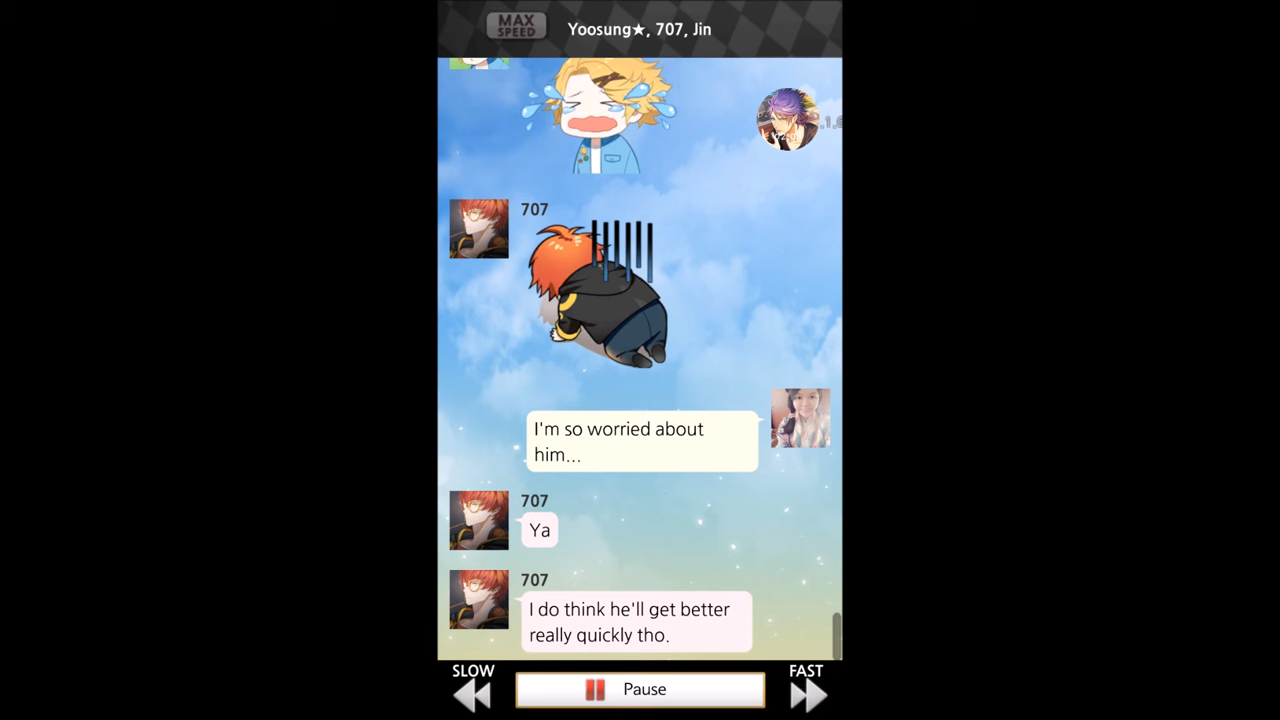 MAX
SPEED
Yoosung★, 707, Jin
707
I'm so worried about
him...
707
Ya
707
I do think he'll get better
really quickly tho.
SLOW
Pause
FAST